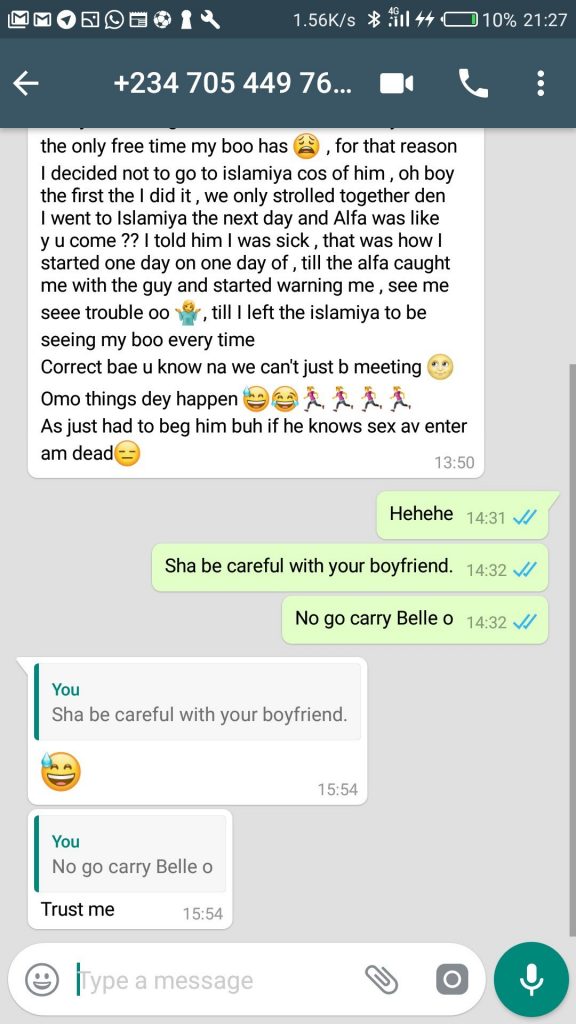 1.56K/s 4G 10% 21:27
+234 705 449 76...
the only free time my boo has 😩 , for that reason
I decided not to go to islamiya cos of him , oh boy
the first the I did it , we only strolled together den
I went to Islamiya the next day and Alfa was like
y u come ?? I told him I was sick , that was how I
started one day on one day of , till the alfa caught
me with the guy and started warning me , see me
seee trouble oo 🤷‍♀️ , till I left the islamiya to be
seeing my boo every time
Correct bae u know na we can't just b meeting 🌝
Omo things dey happen 😅😂🏃‍♀️🏃‍♀️🏃‍♀️🏃‍♀️
As just had to beg him buh if he knows sex av enter
am dead😑
13:50
Hehehe 14:31
Sha be careful with your boyfriend. 14:32
No go carry Belle o 14:32
You
Sha be careful with your boyfriend.
😅
15:54
You
No go carry Belle o
Trust me 15:54
Type a message